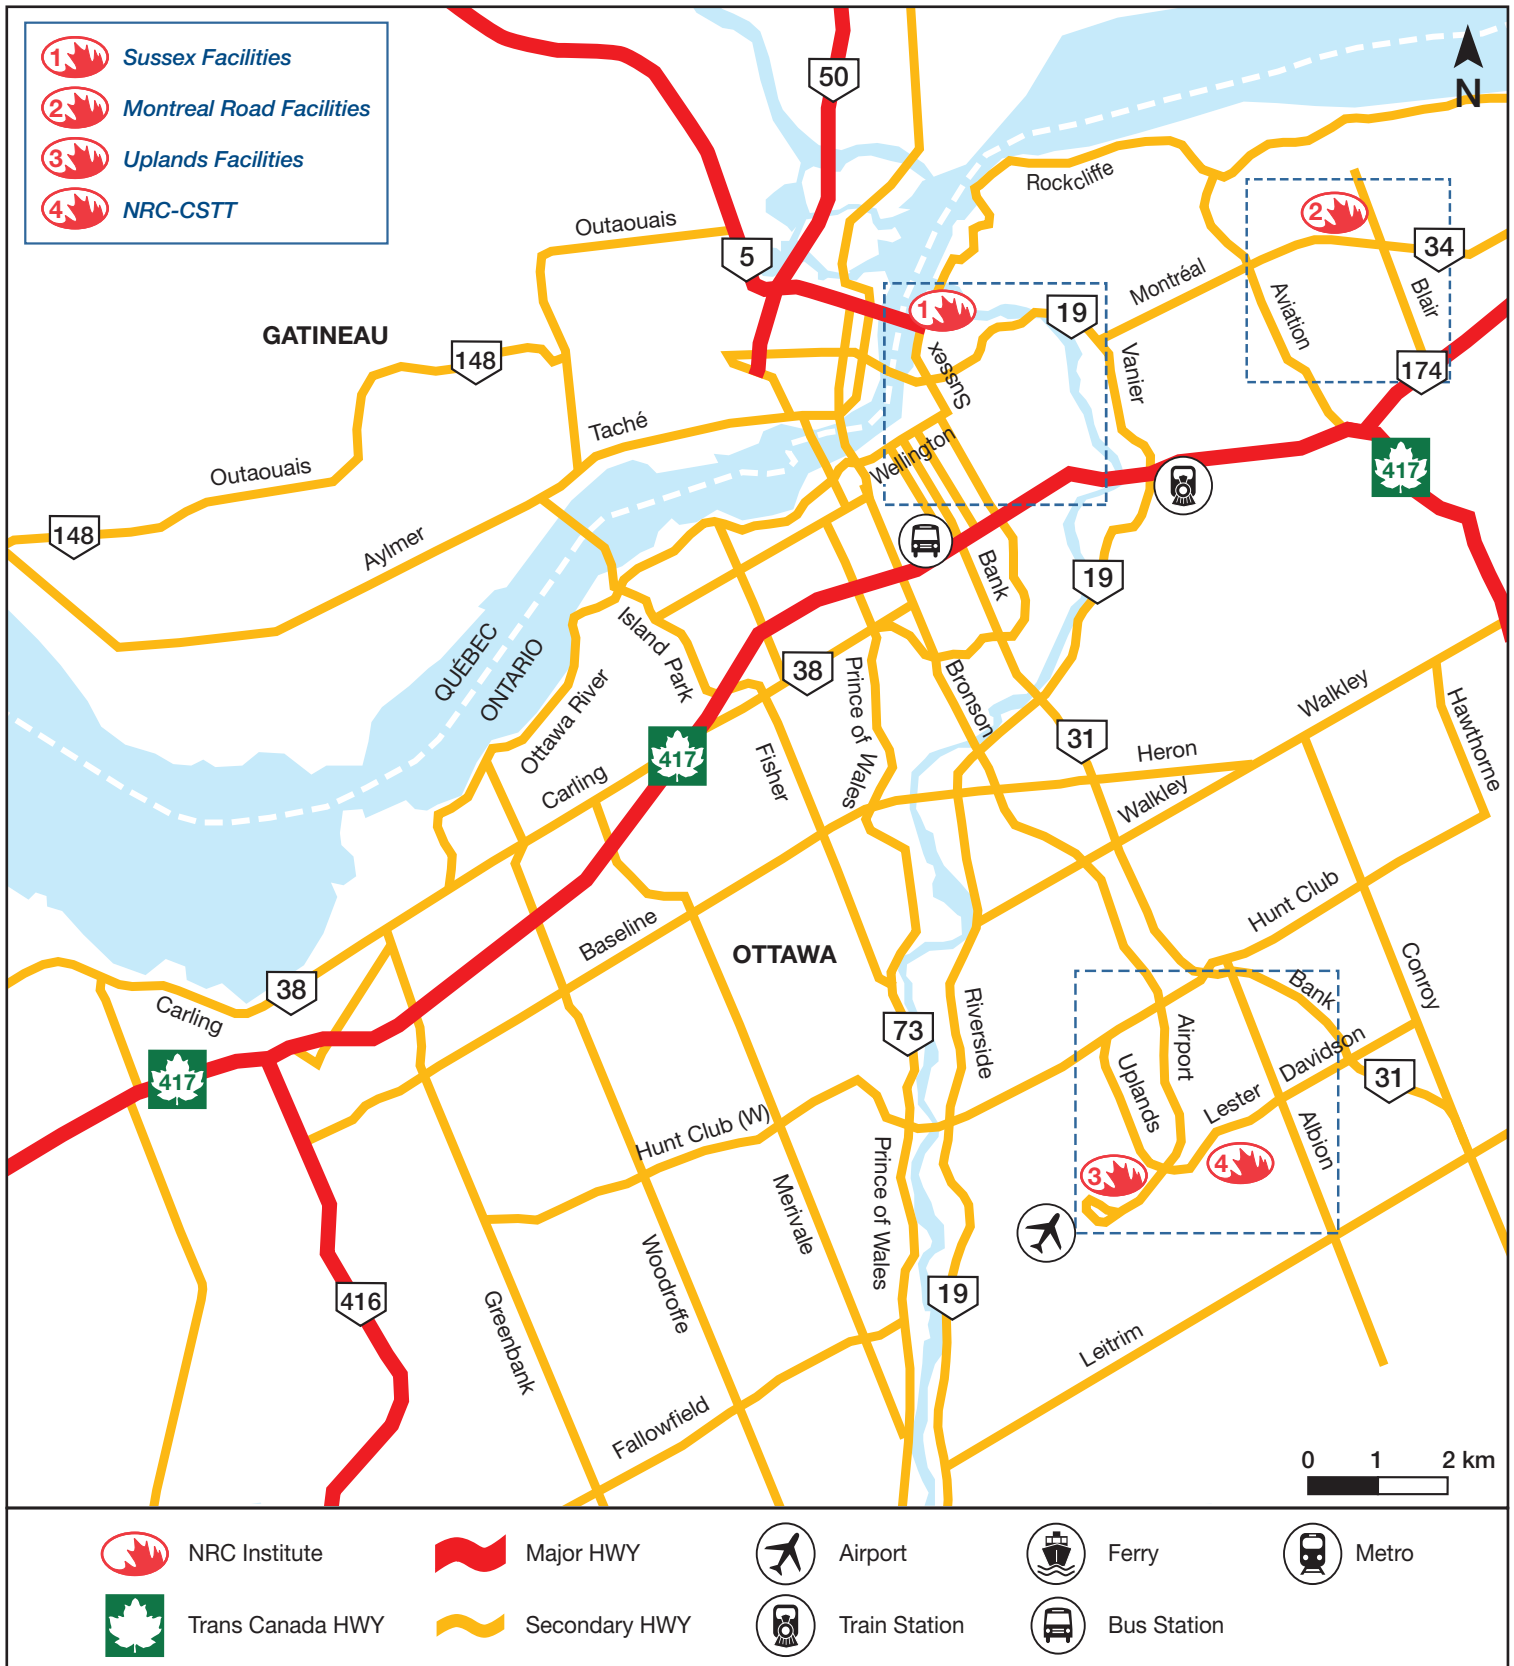 1 Sussex Facilities
2 Montreal Road Facilities
3 Uplands Facilities
4 NRC-CSTT
50
N
Rockcliffe
2
Outaouais
5
34
Montréal
Blair
Aviation
1
19
GATINEAU
148
Sussex
Vanier
174
Taché
Wellington
417
Outaouais
148
Aylmer
Bank
19
Island Park
QUÉBEC
ONTARIO
38
Prince of Wales
Bronson
Ottawa River
Walkley
Hawthorne
31
Heron
417
Fisher
Carling
Walkley
Hunt Club
Baseline
OTTAWA
Conroy
38
Bank
Carling
Riverside
73
Airport
Davidson
417
Uplands
31
Lester
Hunt Club (W)
Albion
3
4
Prince of Wales
Merivale
Woodroffe
416
19
Greenbank
Leitrim
Fallowfield
0 1 2 km
NRC Institute
Major HWY
Airport
Ferry
Metro
Trans Canada HWY
Secondary HWY
Train Station
Bus Station